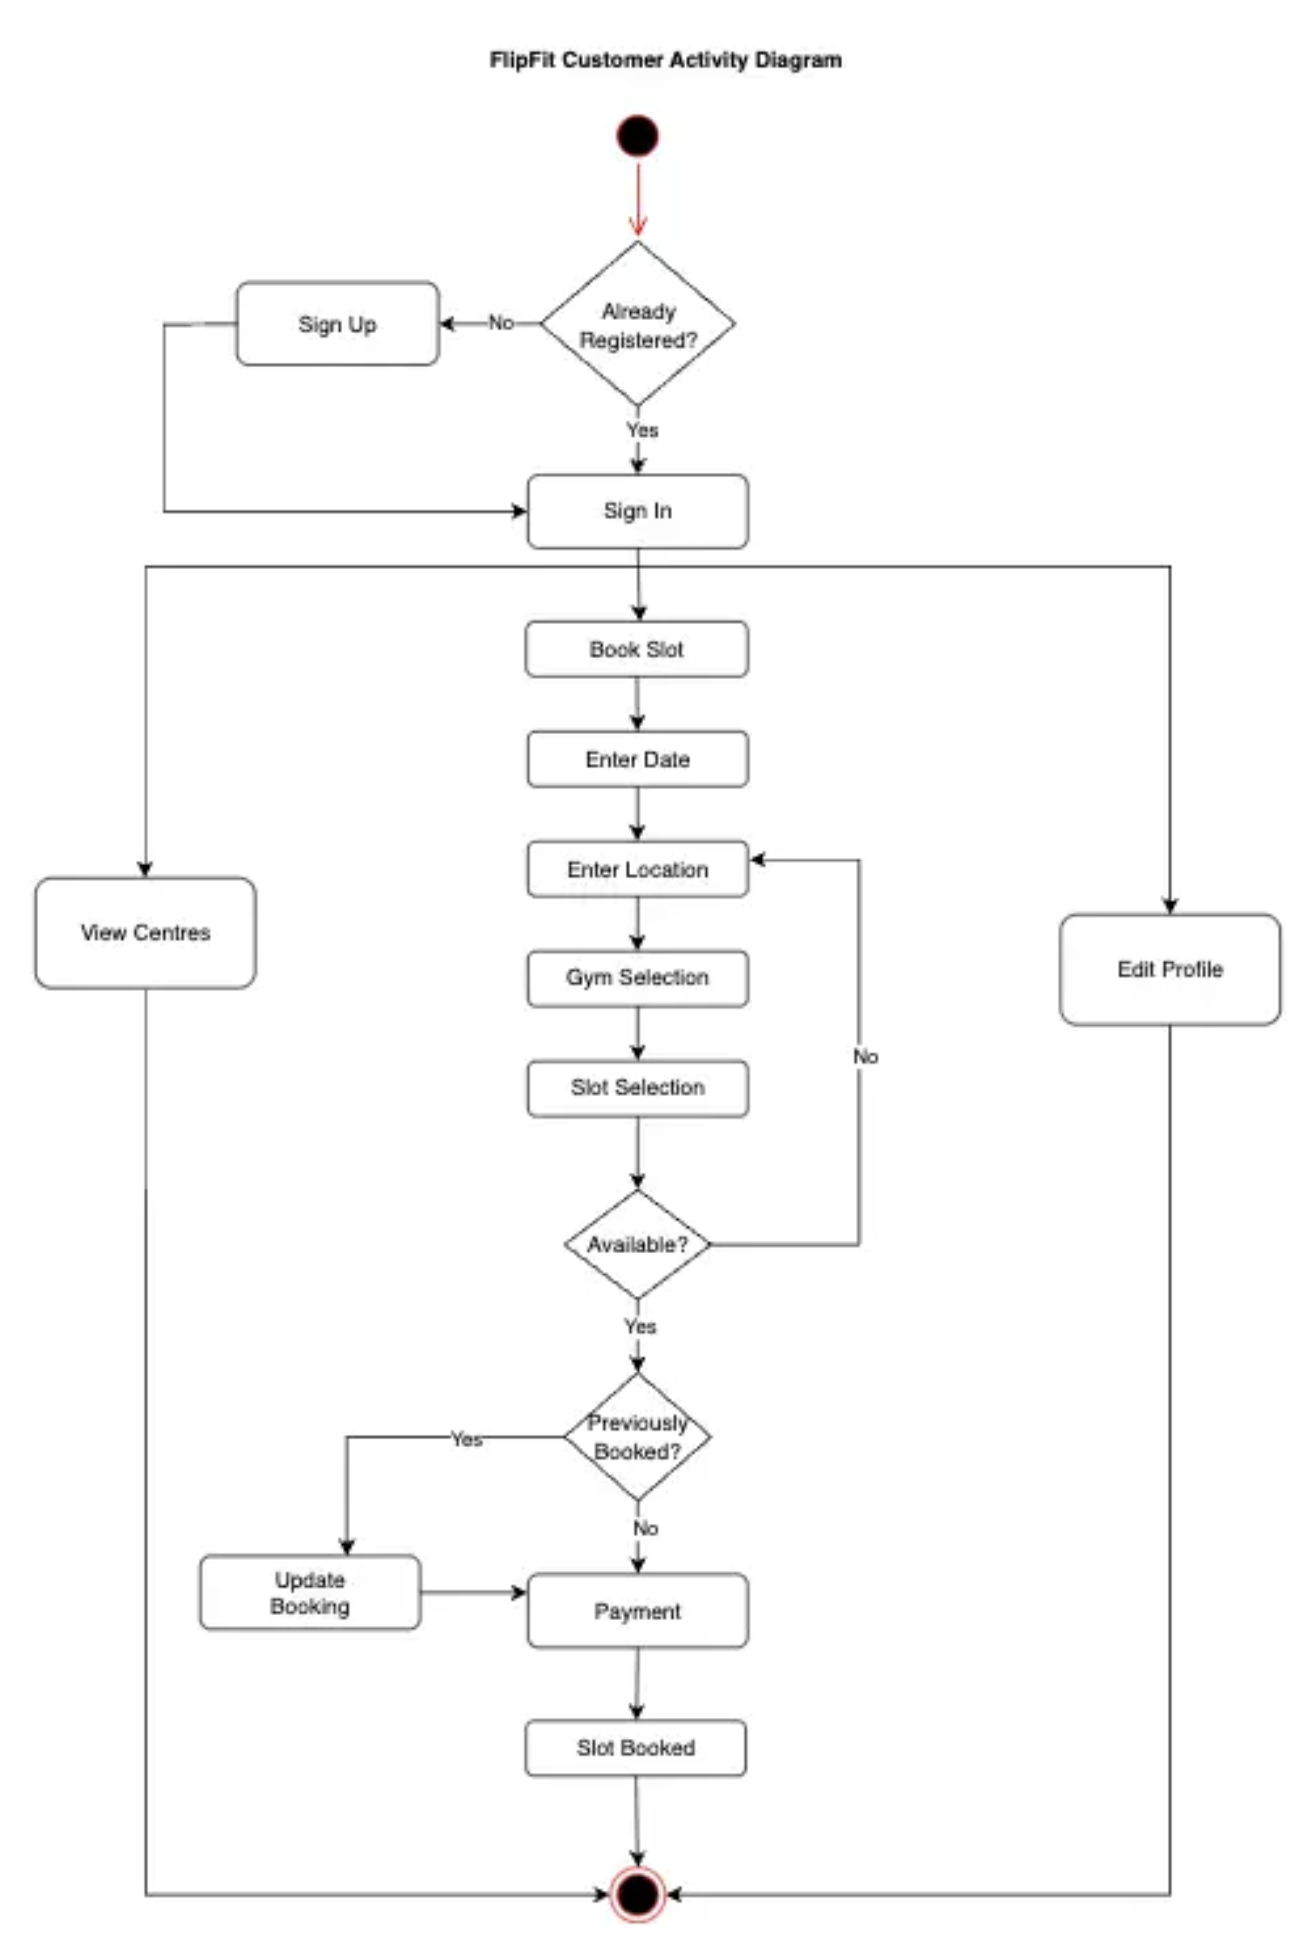 FlipFit Customer Activity Diagram
Already
Registered?
No
Sign Up
Yes
Sign In
Book Slot
Enter Date
Enter Location
View Centres
Edit Profile
Gym Selection
No
Slot Selection
Available?
Yes
Previously
Booked?
Yes
No
Update
Booking
Payment
Slot Booked